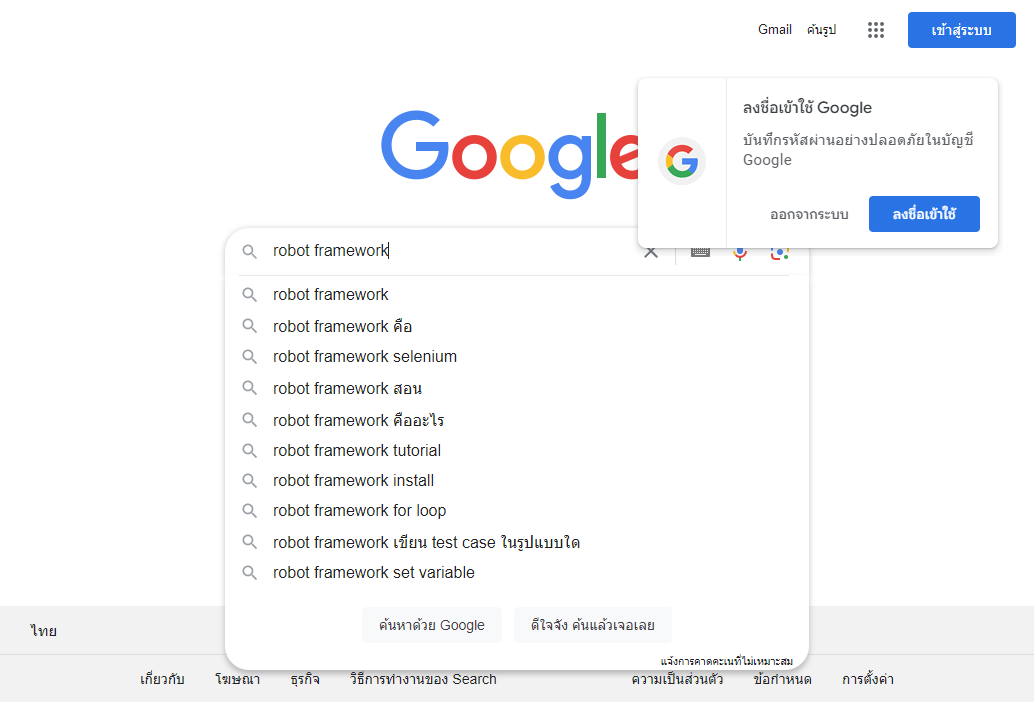 Gmail ค้นรูป เข้าสู่ระบบ
ลงชื่อเข้าใช้ Google
บันทึกรหัสผ่านอย่างปลอดภัยในบัญชี
Google
ออกจากระบบ ลงชื่อเข้าใช้
Google
robot framework
robot framework
robot framework คือ
robot framework selenium
robot framework สอน
robot framework คืออะไร
robot framework tutorial
robot framework install
robot framework for loop
robot framework เขียน test case ในรูปแบบใด
robot framework set variable
ค้นหาด้วย Google ดีใจจัง ค้นแล้วเจอเลย
แจ้งการคาดคะเนที่ไม่เหมาะสม
ไทย
เกี่ยวกับ โฆษณา ธุรกิจ วิธีการทำงานของ Search ความเป็นส่วนตัว ข้อกำหนด การตั้งค่า